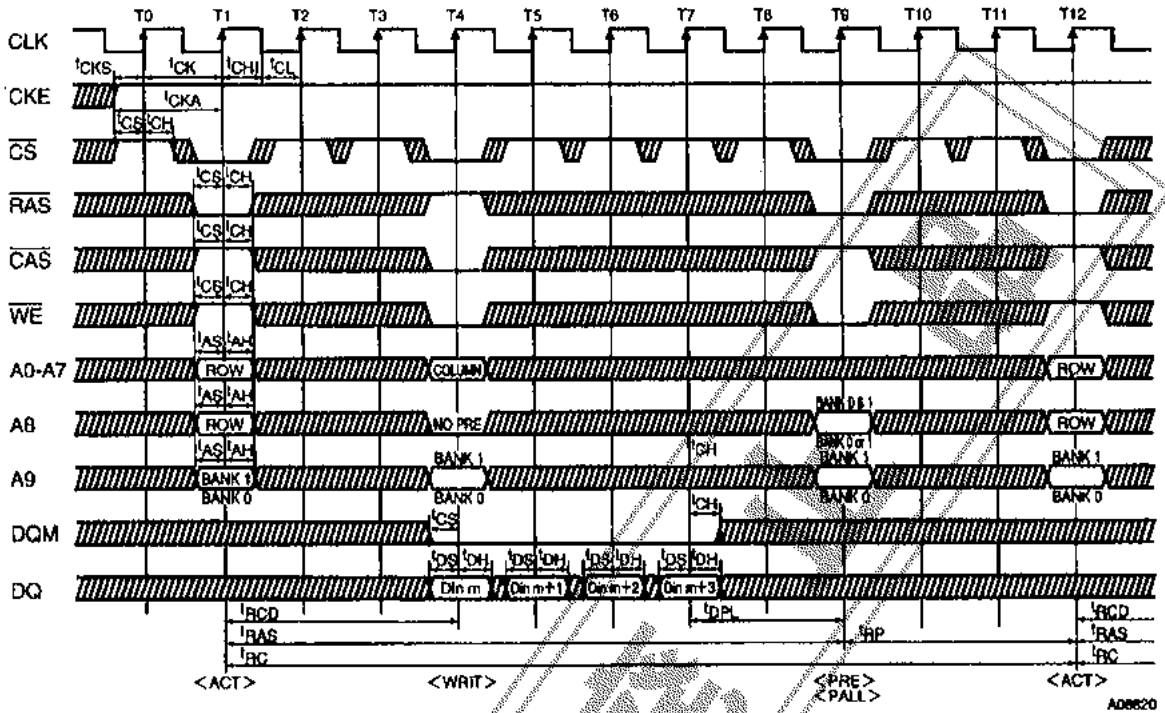 T0 T1 T2 T3 T4 T5 T6 T7 T8 T9 T10 T11 T12
CLK
tCKS tCK tCHI tCL
CKE
tCKA
tCS tCH
CS
tCS tCH
RAS
tCS tCH
CAS
tCS tCH
WE
tAS tAH
A0-A7 ROW COLUMN ROW
tAS tAH
BANK 0 & 1
A8 ROW NO PRE ROW
tAS tAH tCH BANK 0 or 1
BANK 1 BANK 1 BANK 1
A9 BANK 1
BANK 0 BANK 0 BANK 0 BANK 0
tCS tCH
DQM
tDS tDH tDS tDH tDS tDH tDS tDH
DQ Din m Din m+1 Din m+2 Din m+3
tRCD tDPL tRCD
tRAS tRP tRAS
tRC tRC
<ACT> <WRIT> <PRE> <ACT>
<PALL>
A08620